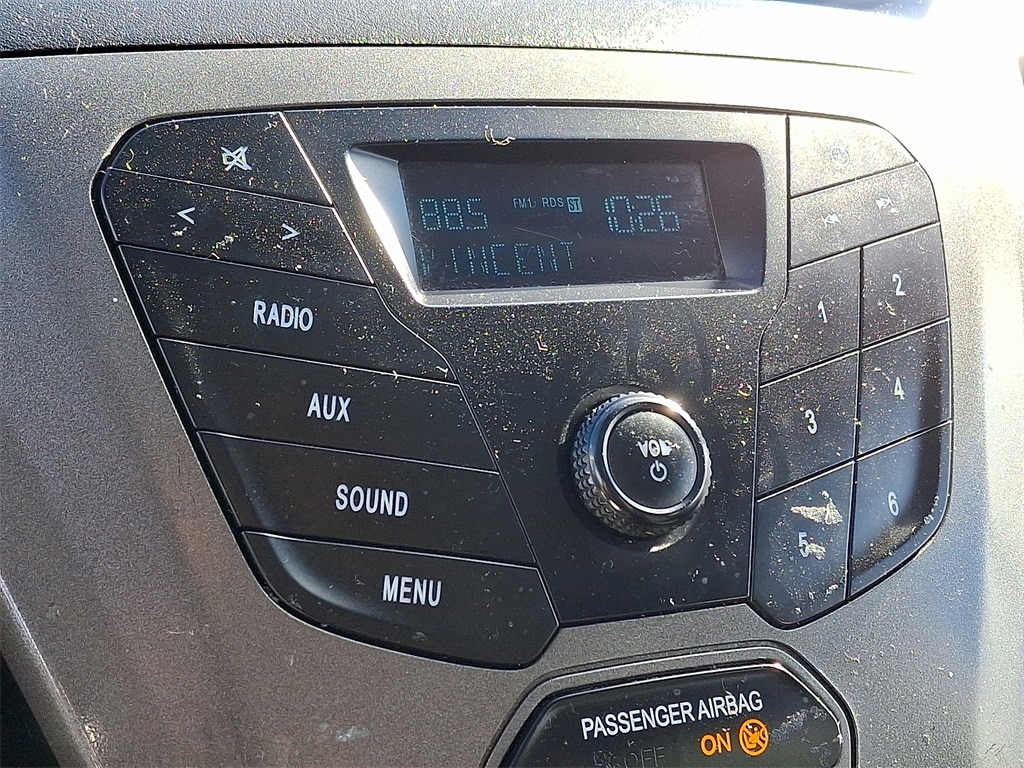 88.5 FM1 RDS ST 10:26
VINCENT
<
>
RADIO
AUX
SOUND
MENU
VOL
1
2
3
4
5
6
PASSENGER AIRBAG
OFF ON